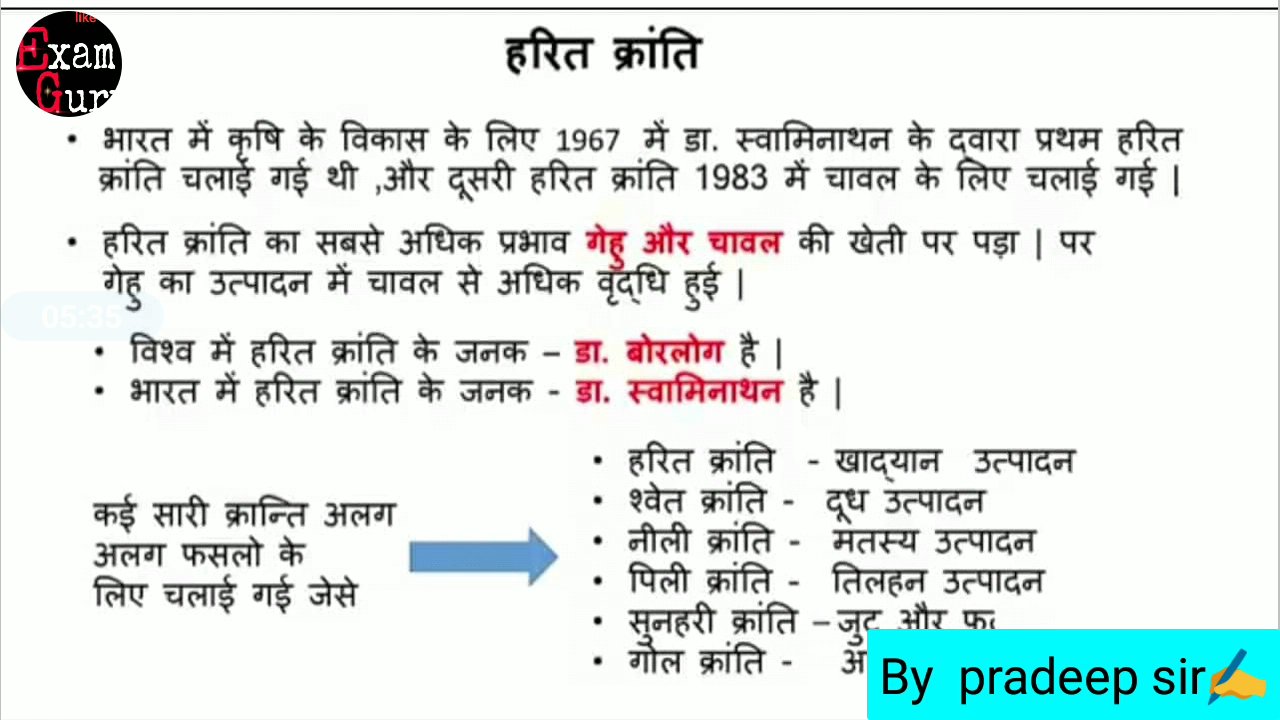 like
Exam
Gur
हरित क्रांति
• भारत में कृषि के विकास के लिए 1967 में डा. स्वामिनाथन के द्वारा प्रथम हरित
क्रांति चलाई गई थी ,और दूसरी हरित क्रांति 1983 में चावल के लिए चलाई गई |
• हरित क्रांति का सबसे अधिक प्रभाव गेहु और चावल की खेती पर पड़ा | पर
गेहु का उत्पादन में चावल से अधिक वृद्धि हुई |
05:35
• विश्व में हरित क्रांति के जनक – डा. बोरलोग है |
• भारत में हरित क्रांति के जनक - डा. स्वामिनाथन है |
कई सारी क्रान्ति अलग
अलग फसलो के
लिए चलाई गई जेसे
• हरित क्रांति - खाद्यान उत्पादन
• श्वेत क्रांति - दूध उत्पादन
• नीली क्रांति - मतस्य उत्पादन
• पिली क्रांति - तिलहन उत्पादन
• सुनहरी क्रांति – जुट और
• गोल क्रांति -
By pradeep sir✍️